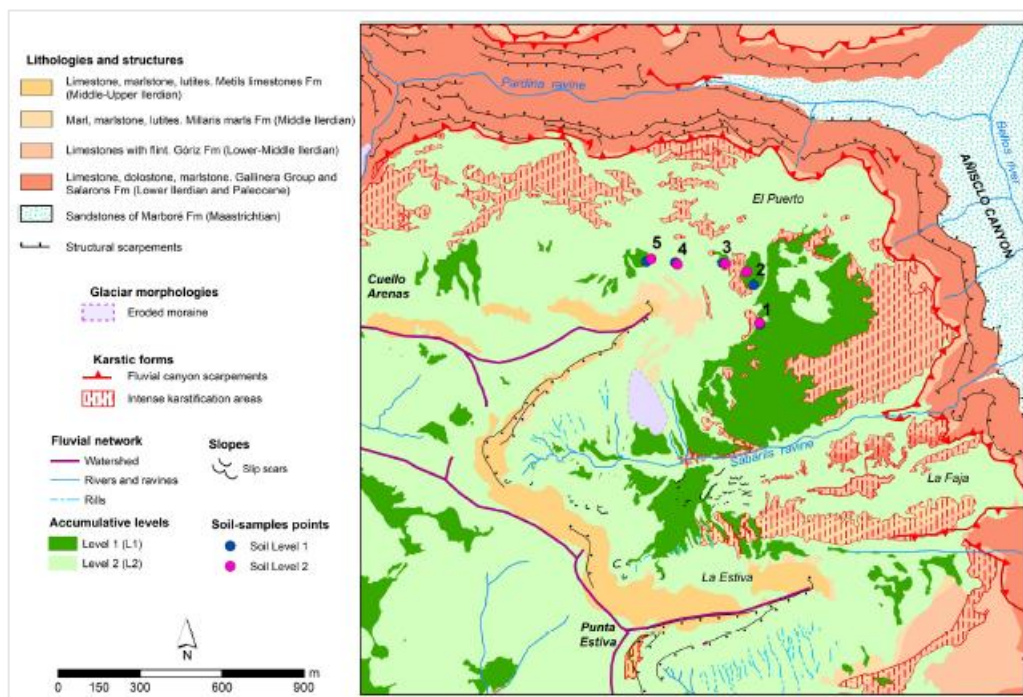 Lithologies and structures
Limestone, marlstone, lutites. Metils limestones Fm
(Middle-Upper Ilerdian)
Marl, marlstone, lutites. Millaris marls Fm (Middle Ilerdian)
Limestones with flint. Góriz Fm (Lower-Middle Ilerdian)
Limestone, dolostone, marlstone. Gallinera Group and
Salarons Fm (Lower Ilerdian and Paleocene)
Sandstones of Marboré Fm (Maastrichtian)
Structural scarpements
Glaciar morphologies
Eroded moraine
Karstic forms
Fluvial canyon scarpements
Intense karstification areas
Fluvial network
Watershed
Rivers and ravines
Rills
Slopes
Slip scars
Accumulative levels
Level 1 (L1)
Level 2 (L2)
Soil-samples points
Soil Level 1
Soil Level 2
N
m
0 150 300 600 900
Pardina ravine
Bellos river
AÑISCLO CANYON
El Puerto
5 4 3 2
1
Cuello
Arenas
Sabarils ravine
La Faja
La Estiva
Punta
Estiva